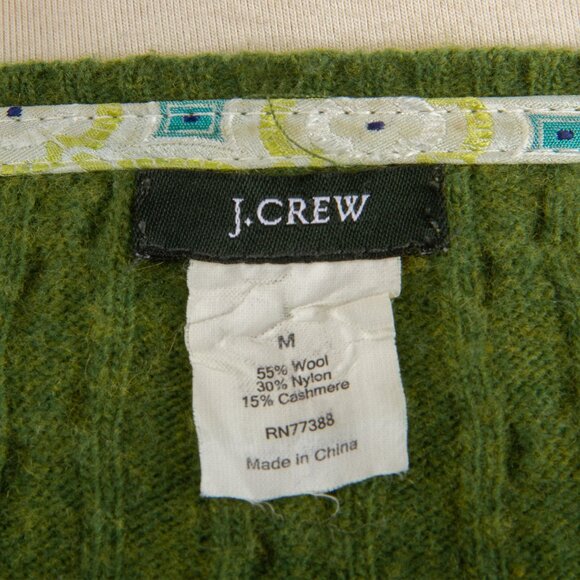 J.CREW
M
55% Wool
30% Nylon
15% Cashmere
RN77388
Made in China